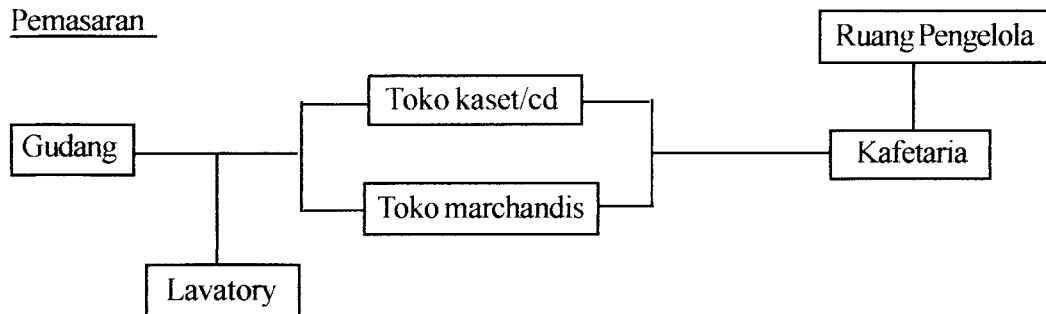 Pemasaran
Ruang Pengelola
Toko kaset/cd
Gudang
Kafetaria
Toko marchandis
Lavatory